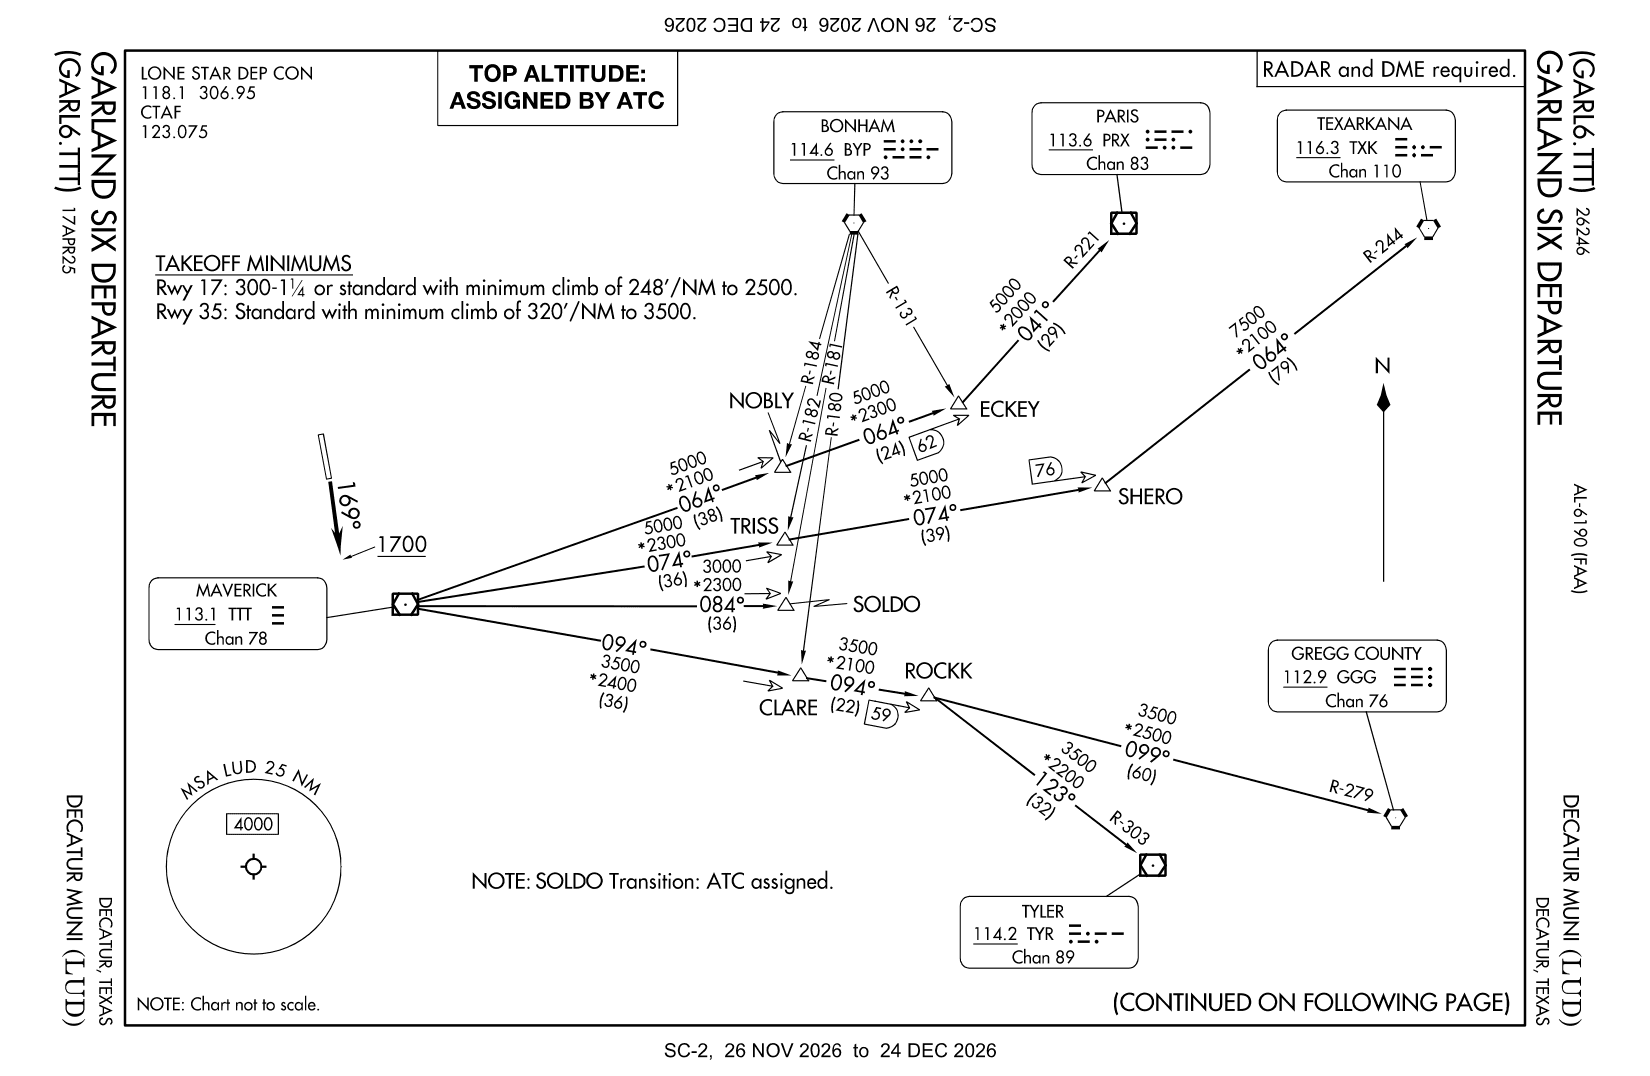 SC-2, 26 NOV 2026 to 24 DEC 2026
GARLAND SIX DEPARTURE
(GARL6.TTT) 17APR25
DECATUR MUNI (LUD)
DECATUR, TEXAS
LONE STAR DEP CON
118.1 306.95
CTAF
123.075
TOP ALTITUDE:
ASSIGNED BY ATC
RADAR and DME required.
TAKEOFF MINIMUMS
Rwy 17: 300-1¼ or standard with minimum climb of 248'/NM to 2500.
Rwy 35: Standard with minimum climb of 320'/NM to 3500.
BONHAM
114.6 BYP
Chan 93
PARIS
113.6 PRX
Chan 83
TEXARKANA
116.3 TXK
Chan 110
R-131
R-184
R-181
R-182
R-180
R-221
5000
*2000
041°
(29)
R-244
7500
*2100
064°
(79)
N
NOBLY
5000
*2300
064°
(24)
62
ECKEY
5000
*2100
064°
(38)
TRISS
5000
*2300
074°
(36)
5000
*2100
074°
(39)
76
SHERO
169°
1700
MAVERICK
113.1 TTT
Chan 78
3000
*2300
084°
(36)
SOLDO
094°
3500
*2400
(36)
CLARE
3500
*2100
094°
(22)
59
ROCKK
3500
*2500
099°
(60)
R-279
GREGG COUNTY
112.9 GGG
Chan 76
3500
*2200
123°
(32)
R-303
TYLER
114.2 TYR
Chan 89
MSA LUD 25 NM
4000
NOTE: SOLDO Transition: ATC assigned.
NOTE: Chart not to scale.
(CONTINUED ON FOLLOWING PAGE)
(GARL6.TTT) 26246
GARLAND SIX DEPARTURE
AL-6190 (FAA)
DECATUR MUNI (LUD)
DECATUR, TEXAS
SC-2, 26 NOV 2026 to 24 DEC 2026